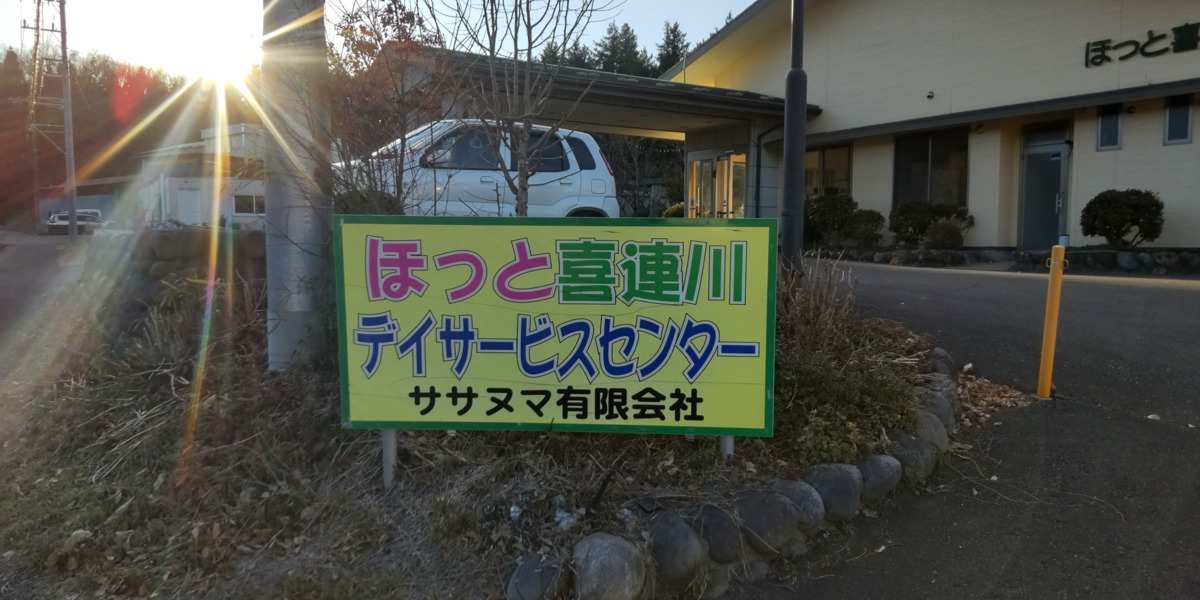 ほっと喜連川
デイサービスセンター
ササヌマ有限会社
ほっと喜